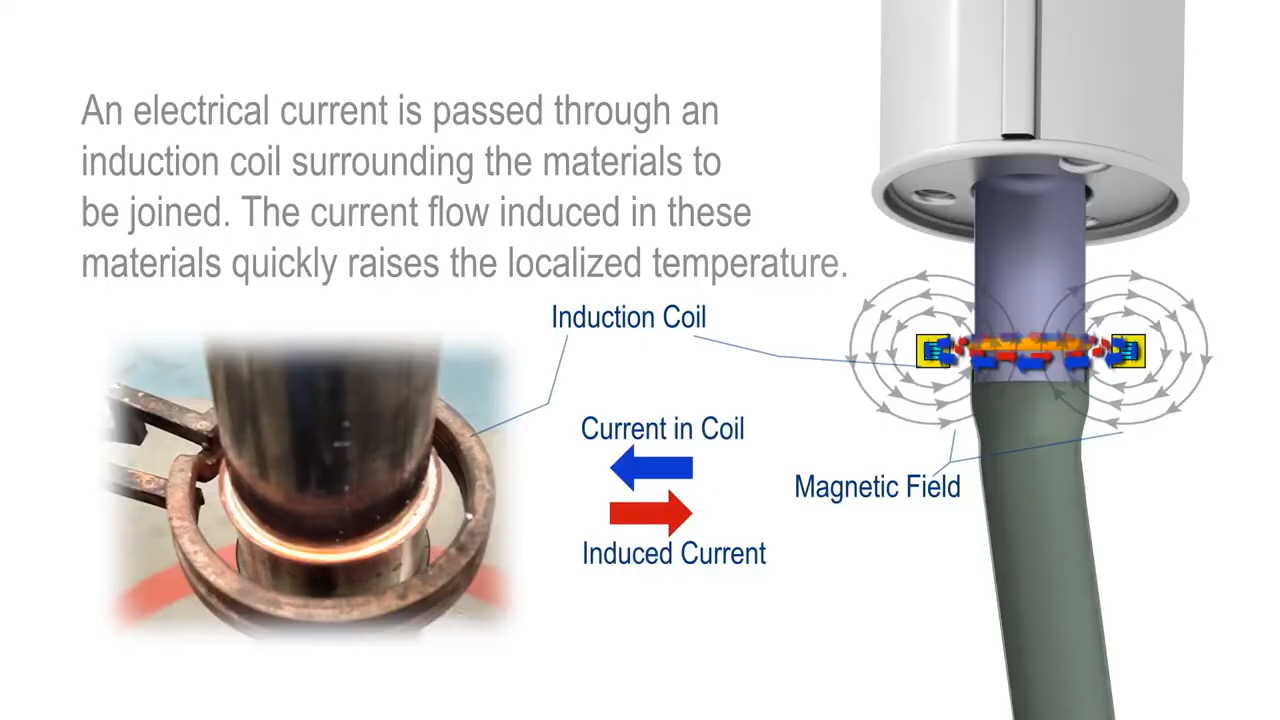 An electrical current is passed through an
induction coil surrounding the materials to
be joined. The current flow induced in these
materials quickly raises the localized temperature.
Induction Coil
Current in Coil
Magnetic Field
Induced Current